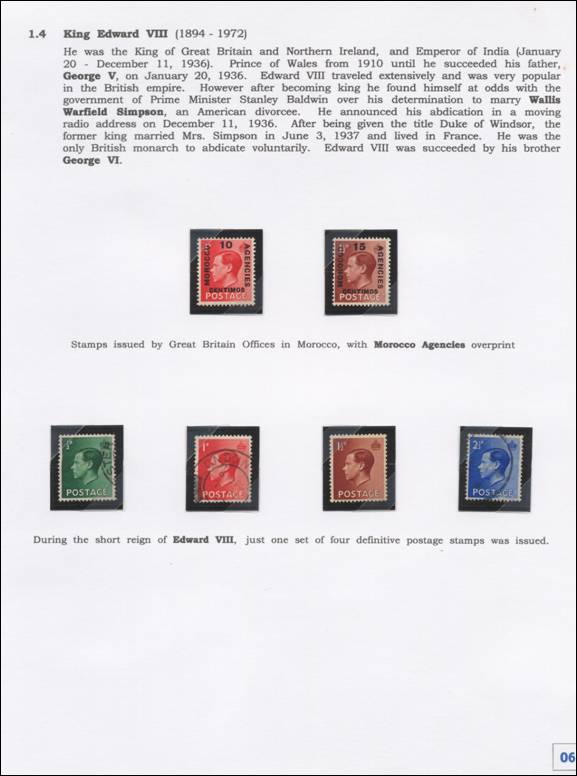 1.4 King Edward VIII (1894 - 1972)
He was the King of Great Britain and Northern Ireland, and Emperor of India (January
20 - December 11, 1936). Prince of Wales from 1910 until he succeeded his father,
George V, on January 20, 1936. Edward VIII traveled extensively and was very popular
in the British empire. However after becoming king he found himself at odds with the
government of Prime Minister Stanley Baldwin over his determination to marry Wallis
Warfield Simpson, an American divorcee. He announced his abdication in a moving
radio address on December 11, 1936. After being given the title Duke of Windsor, the
former king married Mrs. Simpson in June 3, 1937 and lived in France. He was the
only British monarch to abdicate voluntarily. Edward VIII was succeeded by his brother
George VI.
10
MOROCCO
AGENCIES
CENTIMOS
POSTAGE
15
MOROCCO
AGENCIES
CENTIMOS
POSTAGE
Stamps issued by Great Britain Offices in Morocco, with Morocco Agencies overprint
½ᵈ
POSTAGE
1ᵈ
POSTAGE
1½ᵈ
POSTAGE
2½ᵈ
POSTAGE
During the short reign of Edward VIII, just one set of four definitive postage stamps was issued.
06